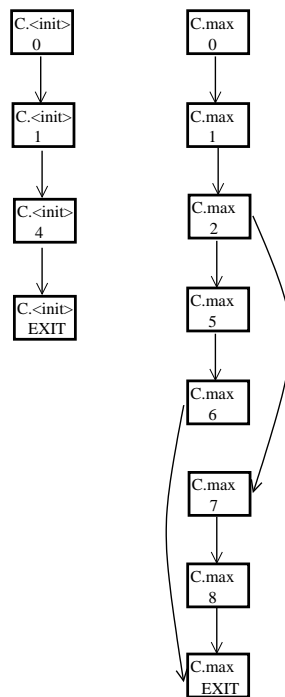 C.<init>
0
C.<init>
1
C.<init>
4
C.<init>
EXIT
C.max
0
C.max
1
C.max
2
C.max
5
C.max
6
C.max
7
C.max
8
C.max
EXIT